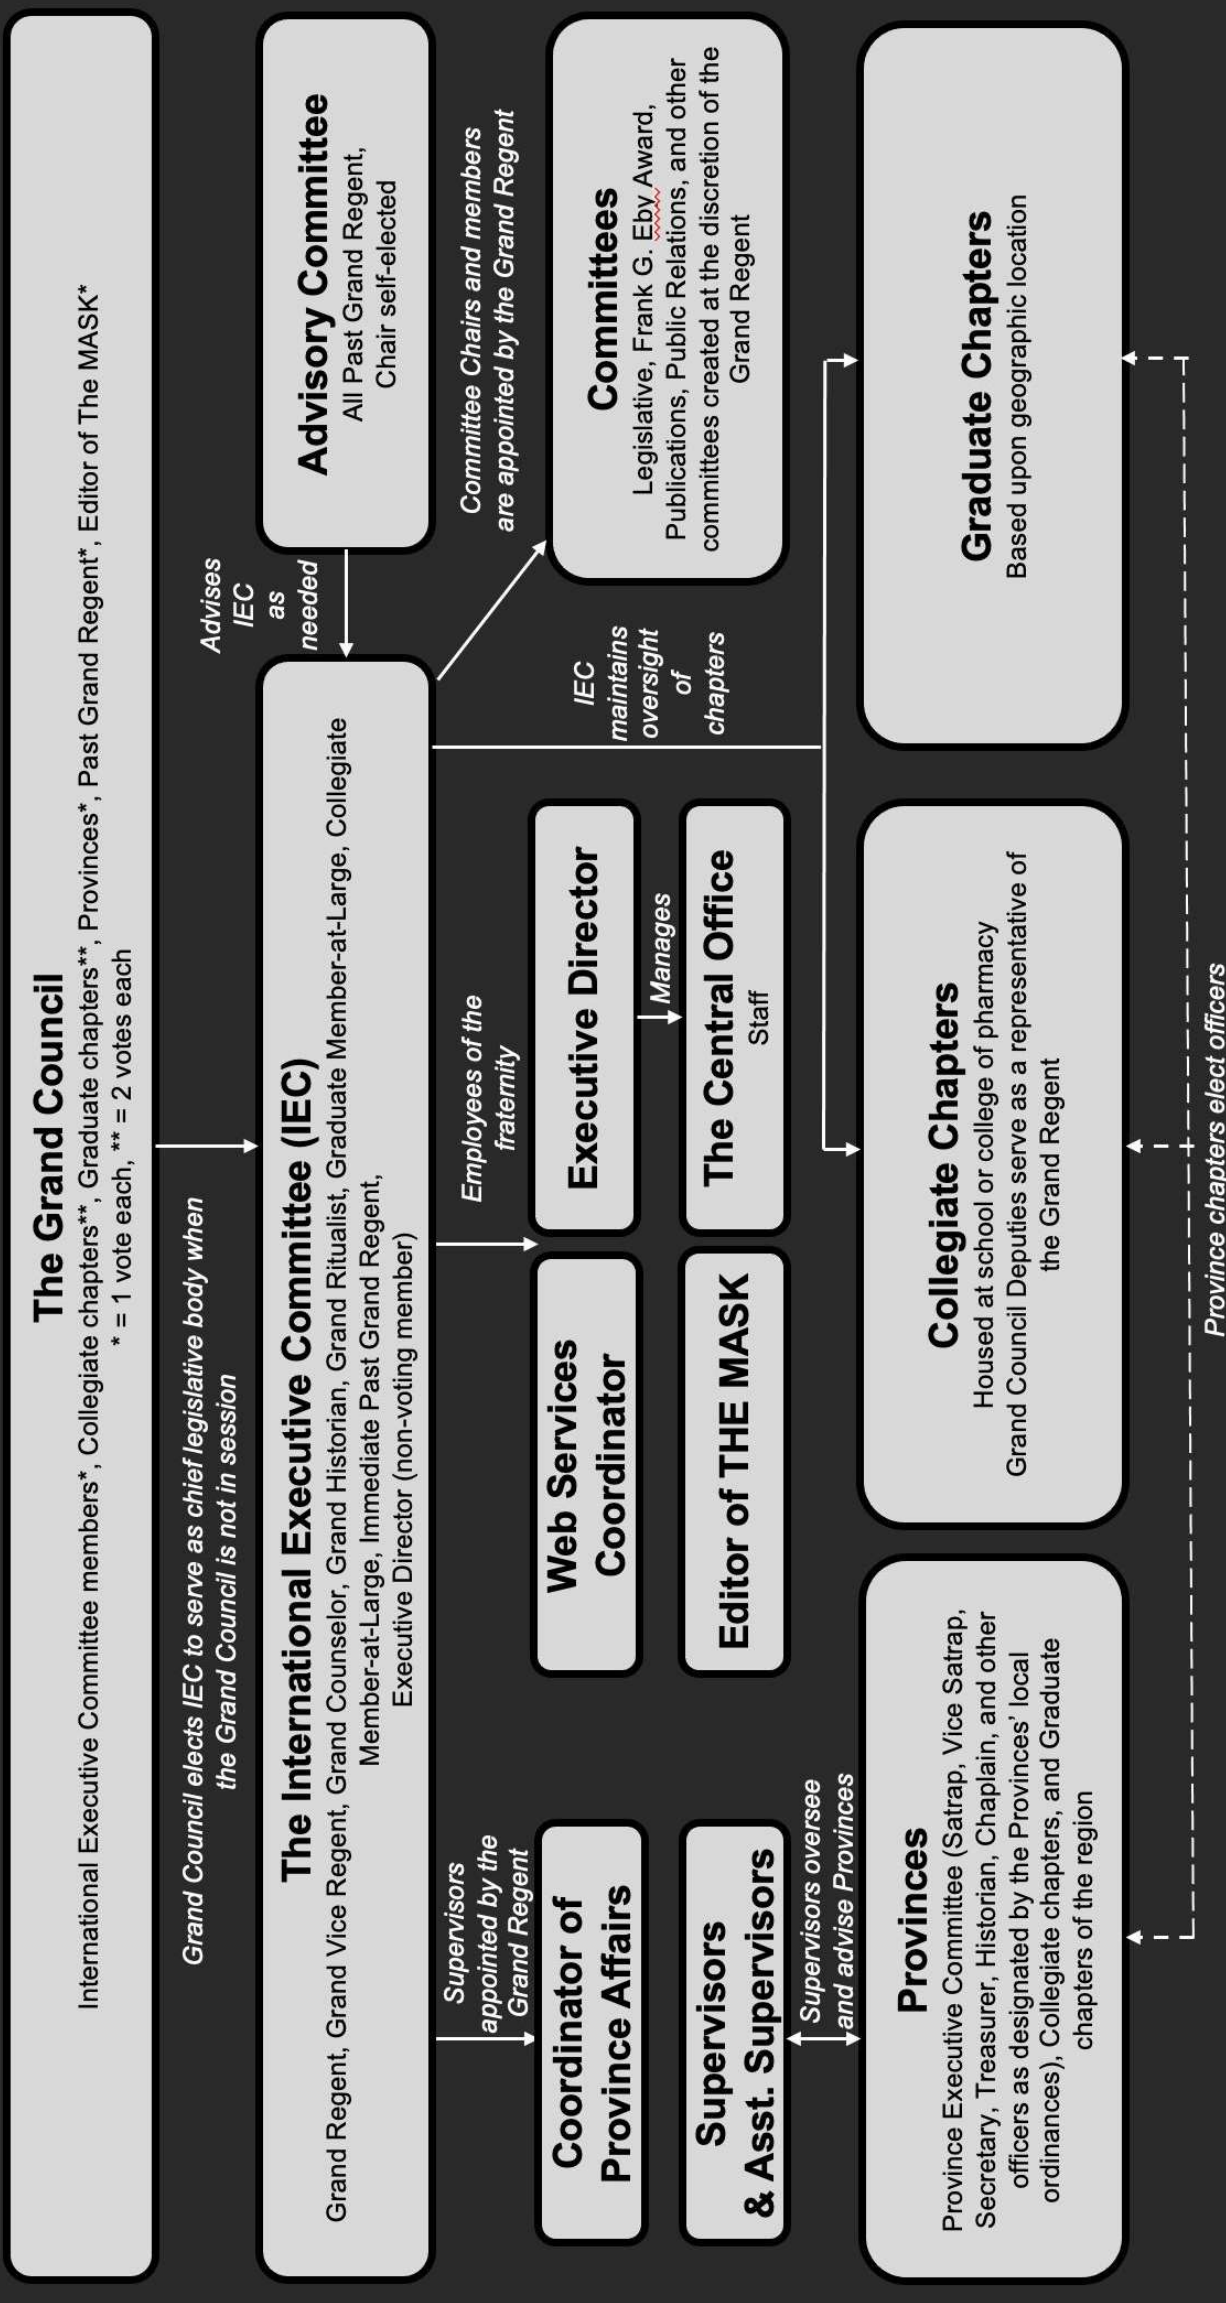 The Grand Council
International Executive Committee members*, Collegiate chapters**, Graduate chapters**, Provinces*, Past Grand Regent*, Editor of The MASK*
* = 1 vote each, ** = 2 votes each
Grand Council elects IEC to serve as chief legislative body when
the Grand Council is not in session
Advises
IEC
as
needed
The International Executive Committee (IEC)
Grand Regent, Grand Vice Regent, Grand Counselor, Grand Historian, Grand Ritualist, Graduate Member-at-Large, Collegiate
Member-at-Large, Immediate Past Grand Regent,
Executive Director (non-voting member)
Advisory Committee
All Past Grand Regent,
Chair self-elected
Supervisors
appointed by the
Grand Regent
Employees of the
fraternity
Committee Chairs and members
are appointed by the Grand Regent
Coordinator of
Province Affairs
Web Services
Coordinator
Executive Director
Manages
IEC
maintains
oversight
of
chapters
Committees
Legislative, Frank G. Eby Award,
Publications, Public Relations, and other
committees created at the discretion of the
Grand Regent
Supervisors
& Asst. Supervisors
Editor of THE MASK
The Central Office
Staff
Supervisors oversee
and advise Provinces
Provinces
Province Executive Committee (Satrap, Vice Satrap,
Secretary, Treasurer, Historian, Chaplain, and other
officers as designated by the Provinces' local
ordinances), Collegiate chapters, and Graduate
chapters of the region
Collegiate Chapters
Housed at school or college of pharmacy
Grand Council Deputies serve as a representative of
the Grand Regent
Graduate Chapters
Based upon geographic location
Province chapters elect officers